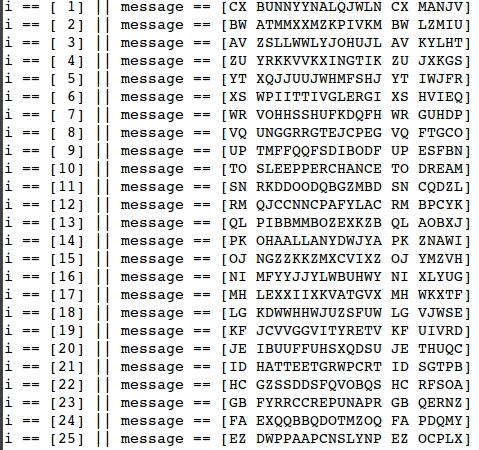 i == [ 1] || message == [CX BUNNYYNALQJWLN CX MANJV]
i == [ 2] || message == [BW ATMMXXMZKPIVKM BW LZMIU]
i == [ 3] || message == [AV ZSLLWWLYJOHUJL AV KYLHT]
i == [ 4] || message == [ZU YRKKVVKXINGTIK ZU JXKGS]
i == [ 5] || message == [YT XQJJUUJWHMFSHJ YT IWJFR]
i == [ 6] || message == [XS WPIITTIVGLERGI XS HVIEQ]
i == [ 7] || message == [WR VOHHSSHUFKDQFH WR GUHDP]
i == [ 8] || message == [VQ UNGGRRGTEJCPEG VQ FTGCO]
i == [ 9] || message == [UP TMFFQQFSDIBODF UP ESFBN]
i == [10] || message == [TO SLEEPPERCHANCE TO DREAM]
i == [11] || message == [SN RKDDOODQBGZMBD SN CQDZL]
i == [12] || message == [RM QJCCNNCPAFYLAC RM BPCYK]
i == [13] || message == [QL PIBBMMBOZEXKZB QL AOBXJ]
i == [14] || message == [PK OHAALLANYDWJYA PK ZNAWI]
i == [15] || message == [OJ NGZZKKZMXCVIXZ OJ YMZVH]
i == [16] || message == [NI MFYYJJYLWBUHWY NI XLYUG]
i == [17] || message == [MH LEXXIIXKVATGVX MH WKXTF]
i == [18] || message == [LG KDWWHHWJUZSFUW LG VJWSE]
i == [19] || message == [KF JCVVGGVITYRETV KF UIVRD]
i == [20] || message == [JE IBUUFFUHSXQDSU JE THUQC]
i == [21] || message == [ID HATTEETGRWPCRT ID SGTPB]
i == [22] || message == [HC GZSSDDSFQVOBQS HC RFSOA]
i == [23] || message == [GB FYRRCCREPUNAPR GB QERNZ]
i == [24] || message == [FA EXQQBBQDOTMZOQ FA PDQMY]
i == [25] || message == [EZ DWPPAAPCNSLYNP EZ OCPLX]